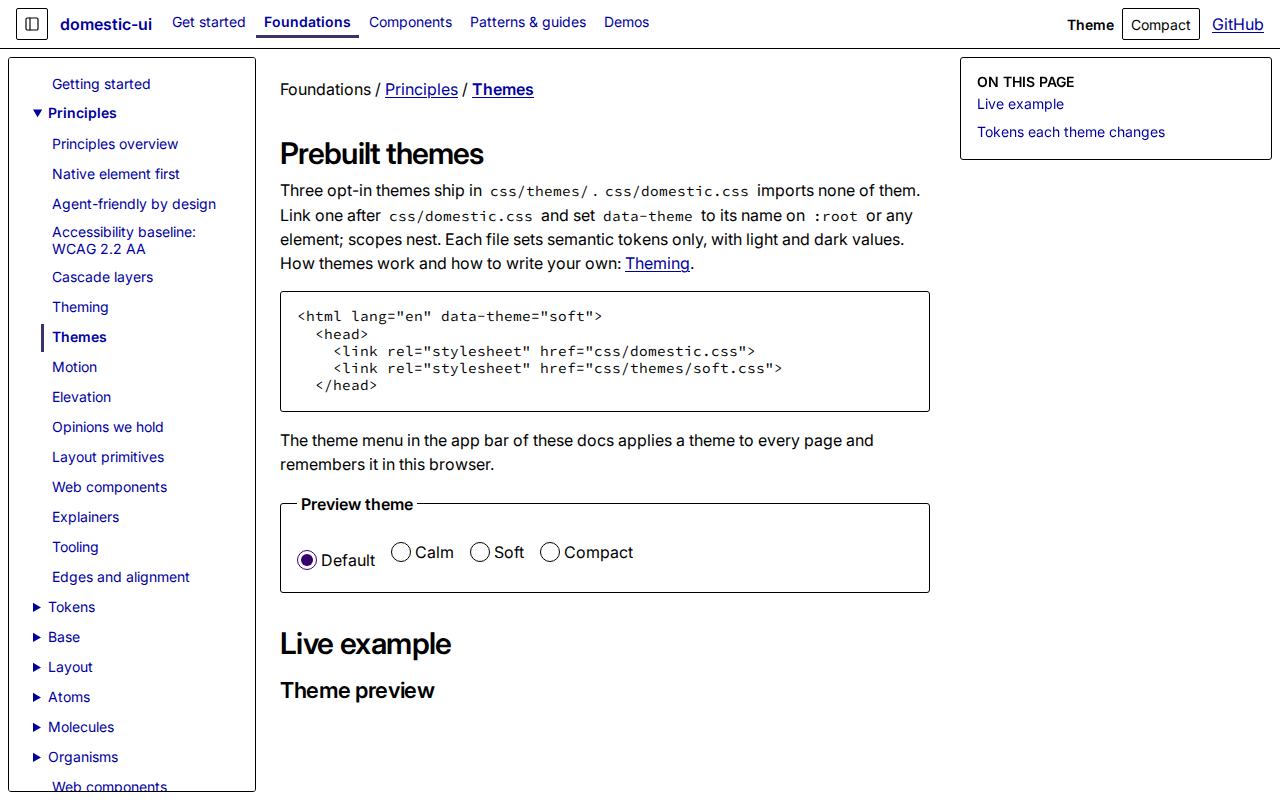 domestic-ui Get started Foundations Components Patterns & guides Demos Theme Compact GitHub
Getting started
Principles
Principles overview
Native element first
Agent-friendly by design
Accessibility baseline:
WCAG 2.2 AA
Cascade layers
Theming
Themes
Motion
Elevation
Opinions we hold
Layout primitives
Web components
Explainers
Tooling
Edges and alignment
Tokens
Base
Layout
Atoms
Molecules
Organisms
Web components
Foundations / Principles / Themes
Prebuilt themes
Three opt-in themes ship in css/themes/. css/domestic.css imports none of them.
Link one after css/domestic.css and set data-theme to its name on :root or any
element; scopes nest. Each file sets semantic tokens only, with light and dark values.
How themes work and how to write your own: Theming.
<html lang="en" data-theme="soft">
  <head>
    <link rel="stylesheet" href="css/domestic.css">
    <link rel="stylesheet" href="css/themes/soft.css">
  </head>
The theme menu in the app bar of these docs applies a theme to every page and
remembers it in this browser.
Preview theme
Default Calm Soft Compact
Live example
Theme preview
ON THIS PAGE
Live example
Tokens each theme changes